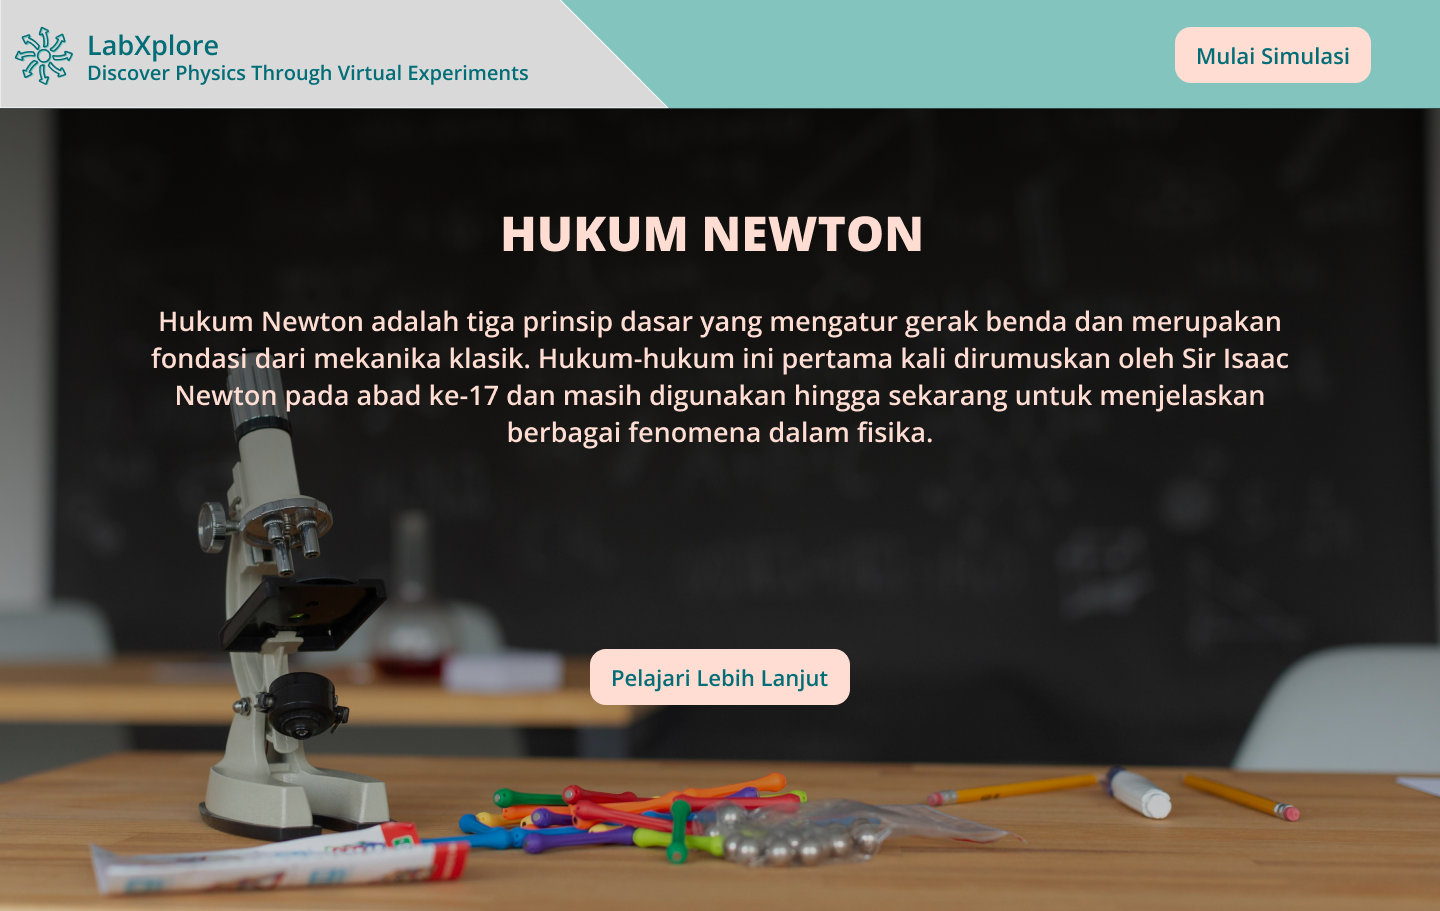 LabXplore
Discover Physics Through Virtual Experiments
Mulai Simulasi
HUKUM NEWTON
Hukum Newton adalah tiga prinsip dasar yang mengatur gerak benda dan merupakan
fondasi dari mekanika klasik. Hukum-hukum ini pertama kali dirumuskan oleh Sir Isaac
Newton pada abad ke-17 dan masih digunakan hingga sekarang untuk menjelaskan
berbagai fenomena dalam fisika.
Pelajari Lebih Lanjut